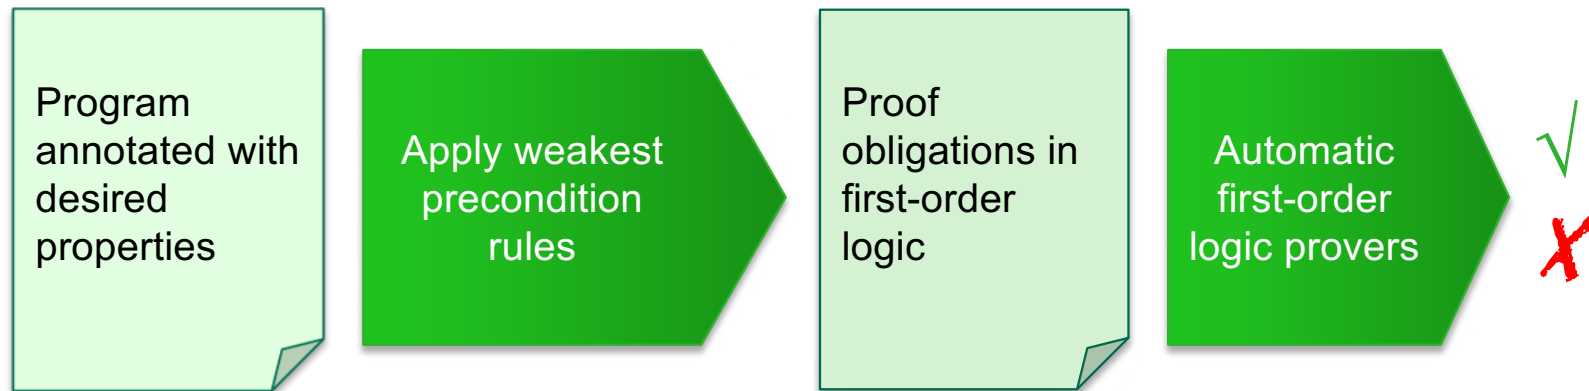 Program
annotated with
desired
properties
Apply weakest
precondition
rules
Proof
obligations in
first-order
logic
Automatic
first-order
logic provers
√
✗